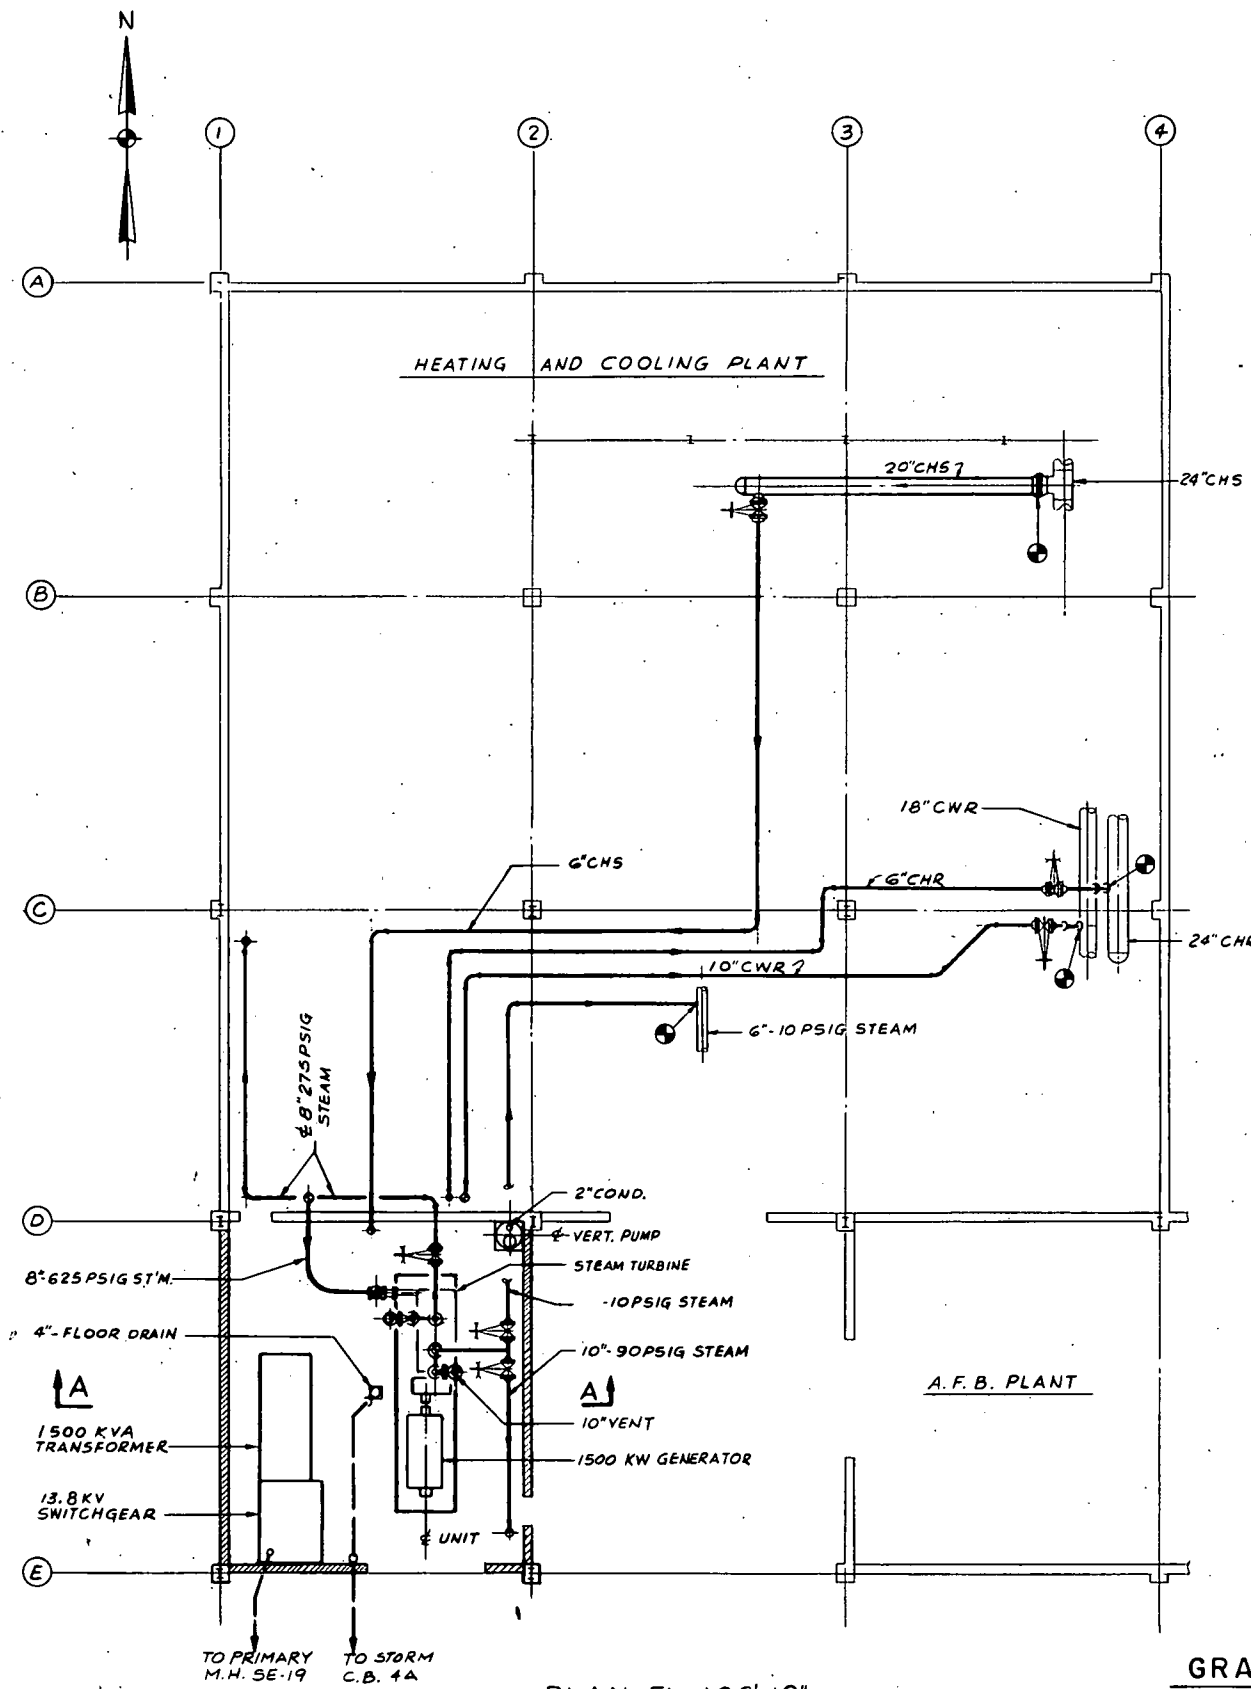 N
1
2
3
4
A
HEATING AND COOLING PLANT
20"CHS
24"CHS
B
18"CWR
6"CHS
6"CHR
C
24"CHR
10"CWR
6"-10 PSIG STEAM
℄ 8" 275 PSIG
STEAM
D
2"COND.
℄ VERT. PUMP
8"-625 PSIG ST'M.
STEAM TURBINE
-10 PSIG STEAM
4"-FLOOR DRAIN
10"-90 PSIG STEAM
A
A
A.F.B. PLANT
10" VENT
1500 KVA
TRANSFORMER
1500 KW GENERATOR
13.8 KV
SWITCHGEAR
℄ UNIT
E
TO PRIMARY
M.H. SE-19
TO STORM
C.B. 4A
GRA